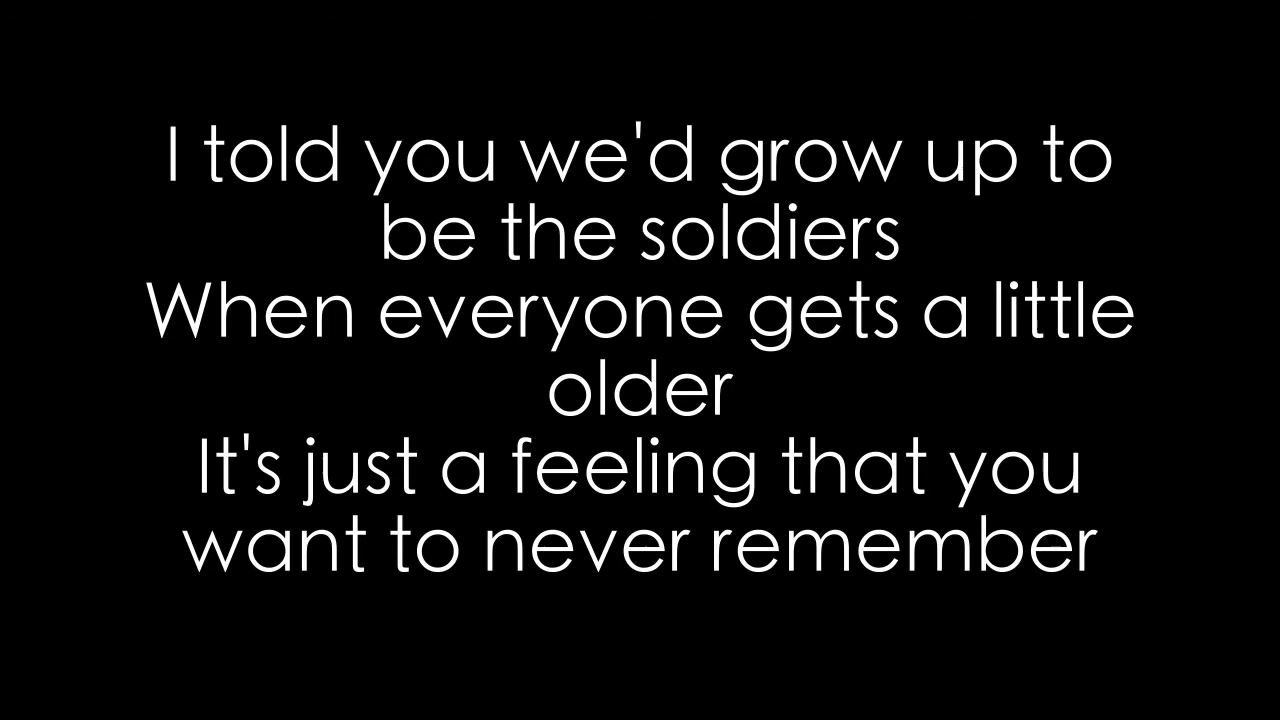 I told you we'd grow up to
be the soldiers
When everyone gets a little
older
It's just a feeling that you
want to never remember